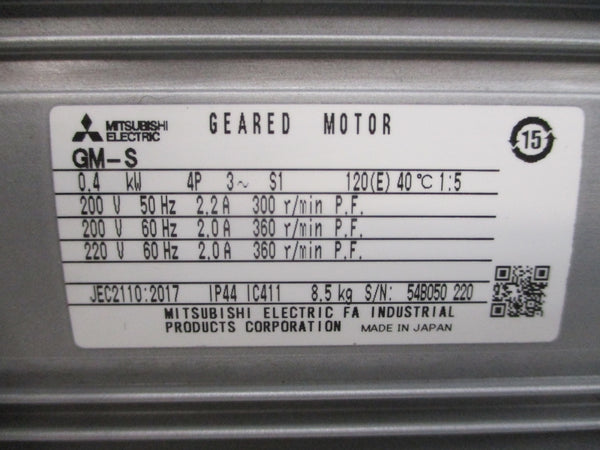 MITSUBISHI ELECTRIC GEARED MOTOR
15
GM-S
0.4 kW 4P 3~ S1 120(E) 40℃ 1:5
200 V 50 Hz 2.2 A 300 r/min P.F.
200 V 60 Hz 2.0 A 360 r/min P.F.
220 V 60 Hz 2.0 A 360 r/min P.F.
JEC2110:2017 IP44 IC411 8.5 kg S/N: 54B050 220
MITSUBISHI ELECTRIC FA INDUSTRIAL
PRODUCTS CORPORATION MADE IN JAPAN